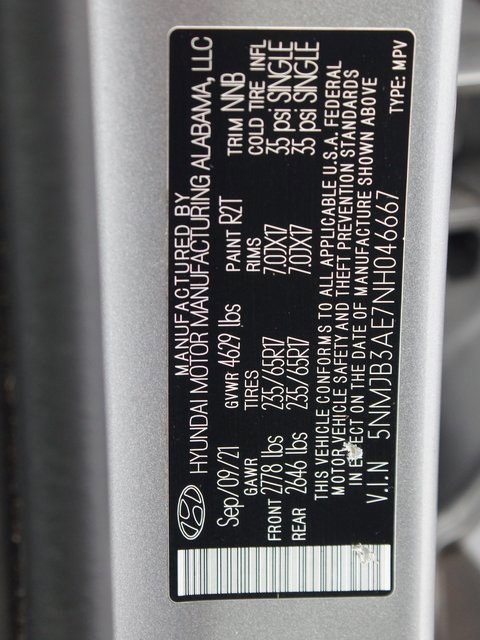 MANUFACTURED BY
HYUNDAI MOTOR MANUFACTURING ALABAMA, LLC
Sep/09/21 GVWR 4629 lbs PAINT R2T TRIM NNB
GAWR TIRES RIMS COLD TIRE INFL
FRONT 2778 lbs 235/65R17 7.0JX17 35 psi SINGLE
REAR 2646 lbs 235/65R17 7.0JX17 35 psi SINGLE
THIS VEHICLE CONFORMS TO ALL APPLICABLE U.S.A. FEDERAL
MOTOR VEHICLE SAFETY AND THEFT PREVENTION STANDARDS
IN EFFECT ON THE DATE OF MANUFACTURE SHOWN ABOVE
V.I.N 5NMJB3AE7NH046667 TYPE: MPV